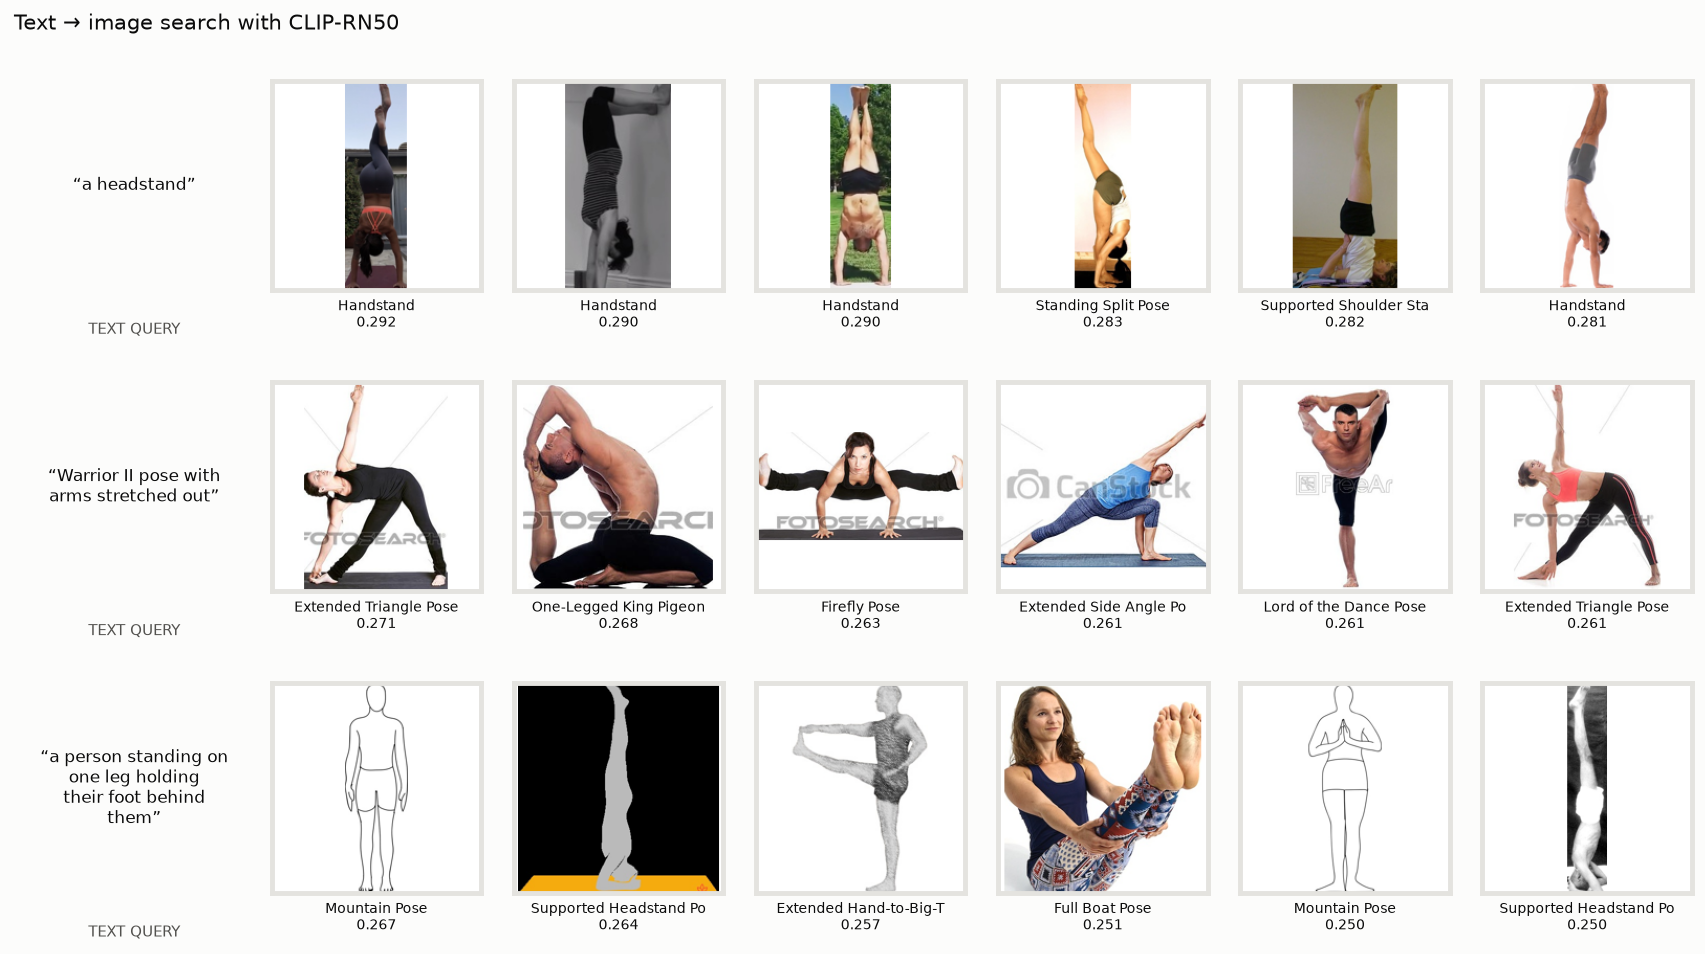 Text → image search with CLIP-RN50
“a headstand”
TEXT QUERY
Handstand
0.292
Handstand
0.290
Handstand
0.290
Standing Split Pose
0.283
Supported Shoulder Sta
0.282
Handstand
0.281
“Warrior II pose with
arms stretched out”
TEXT QUERY
FOTOSEARCH
OTOSEARCI
FOTOSEARCH®
CanStock
FreeAr
FOTOSEARCH
Extended Triangle Pose
0.271
One-Legged King Pigeon
0.268
Firefly Pose
0.263
Extended Side Angle Po
0.261
Lord of the Dance Pose
0.261
Extended Triangle Pose
0.261
“a person standing on
one leg holding
their foot behind
them”
TEXT QUERY
Mountain Pose
0.267
Supported Headstand Po
0.264
Extended Hand-to-Big-T
0.257
Full Boat Pose
0.251
Mountain Pose
0.250
Supported Headstand Po
0.250